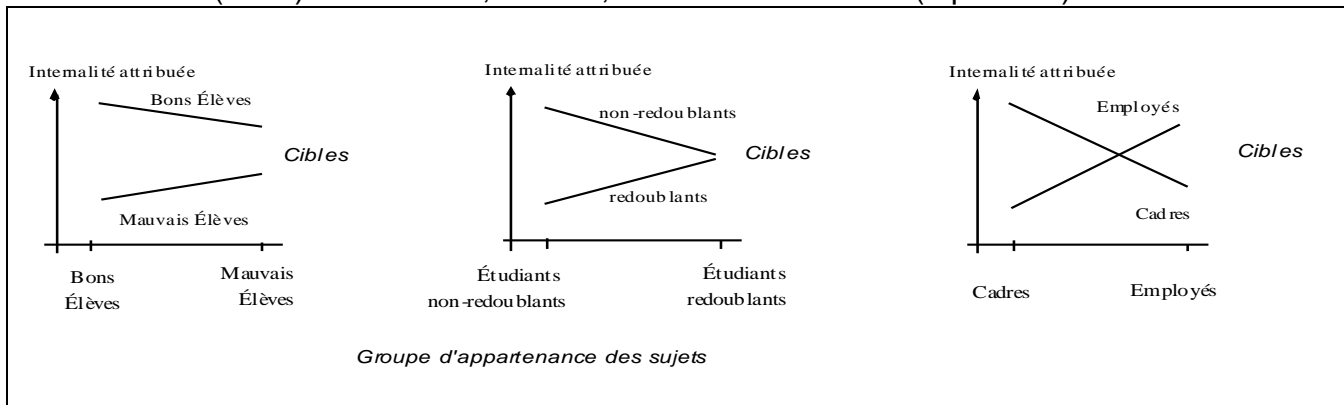 Internalité attribuée
Bons Élèves
Cibles
Mauvais Élèves
Bons
Élèves
Mauvais
Élèves
Internalité attribuée
non-redoublants
Cibles
redoublants
Étudiants
non-redoublants
Étudiants
redoublants
Internalité attribuée
Employés
Cibles
Cadres
Cadres
Employés
Groupe d'appartenance des sujets